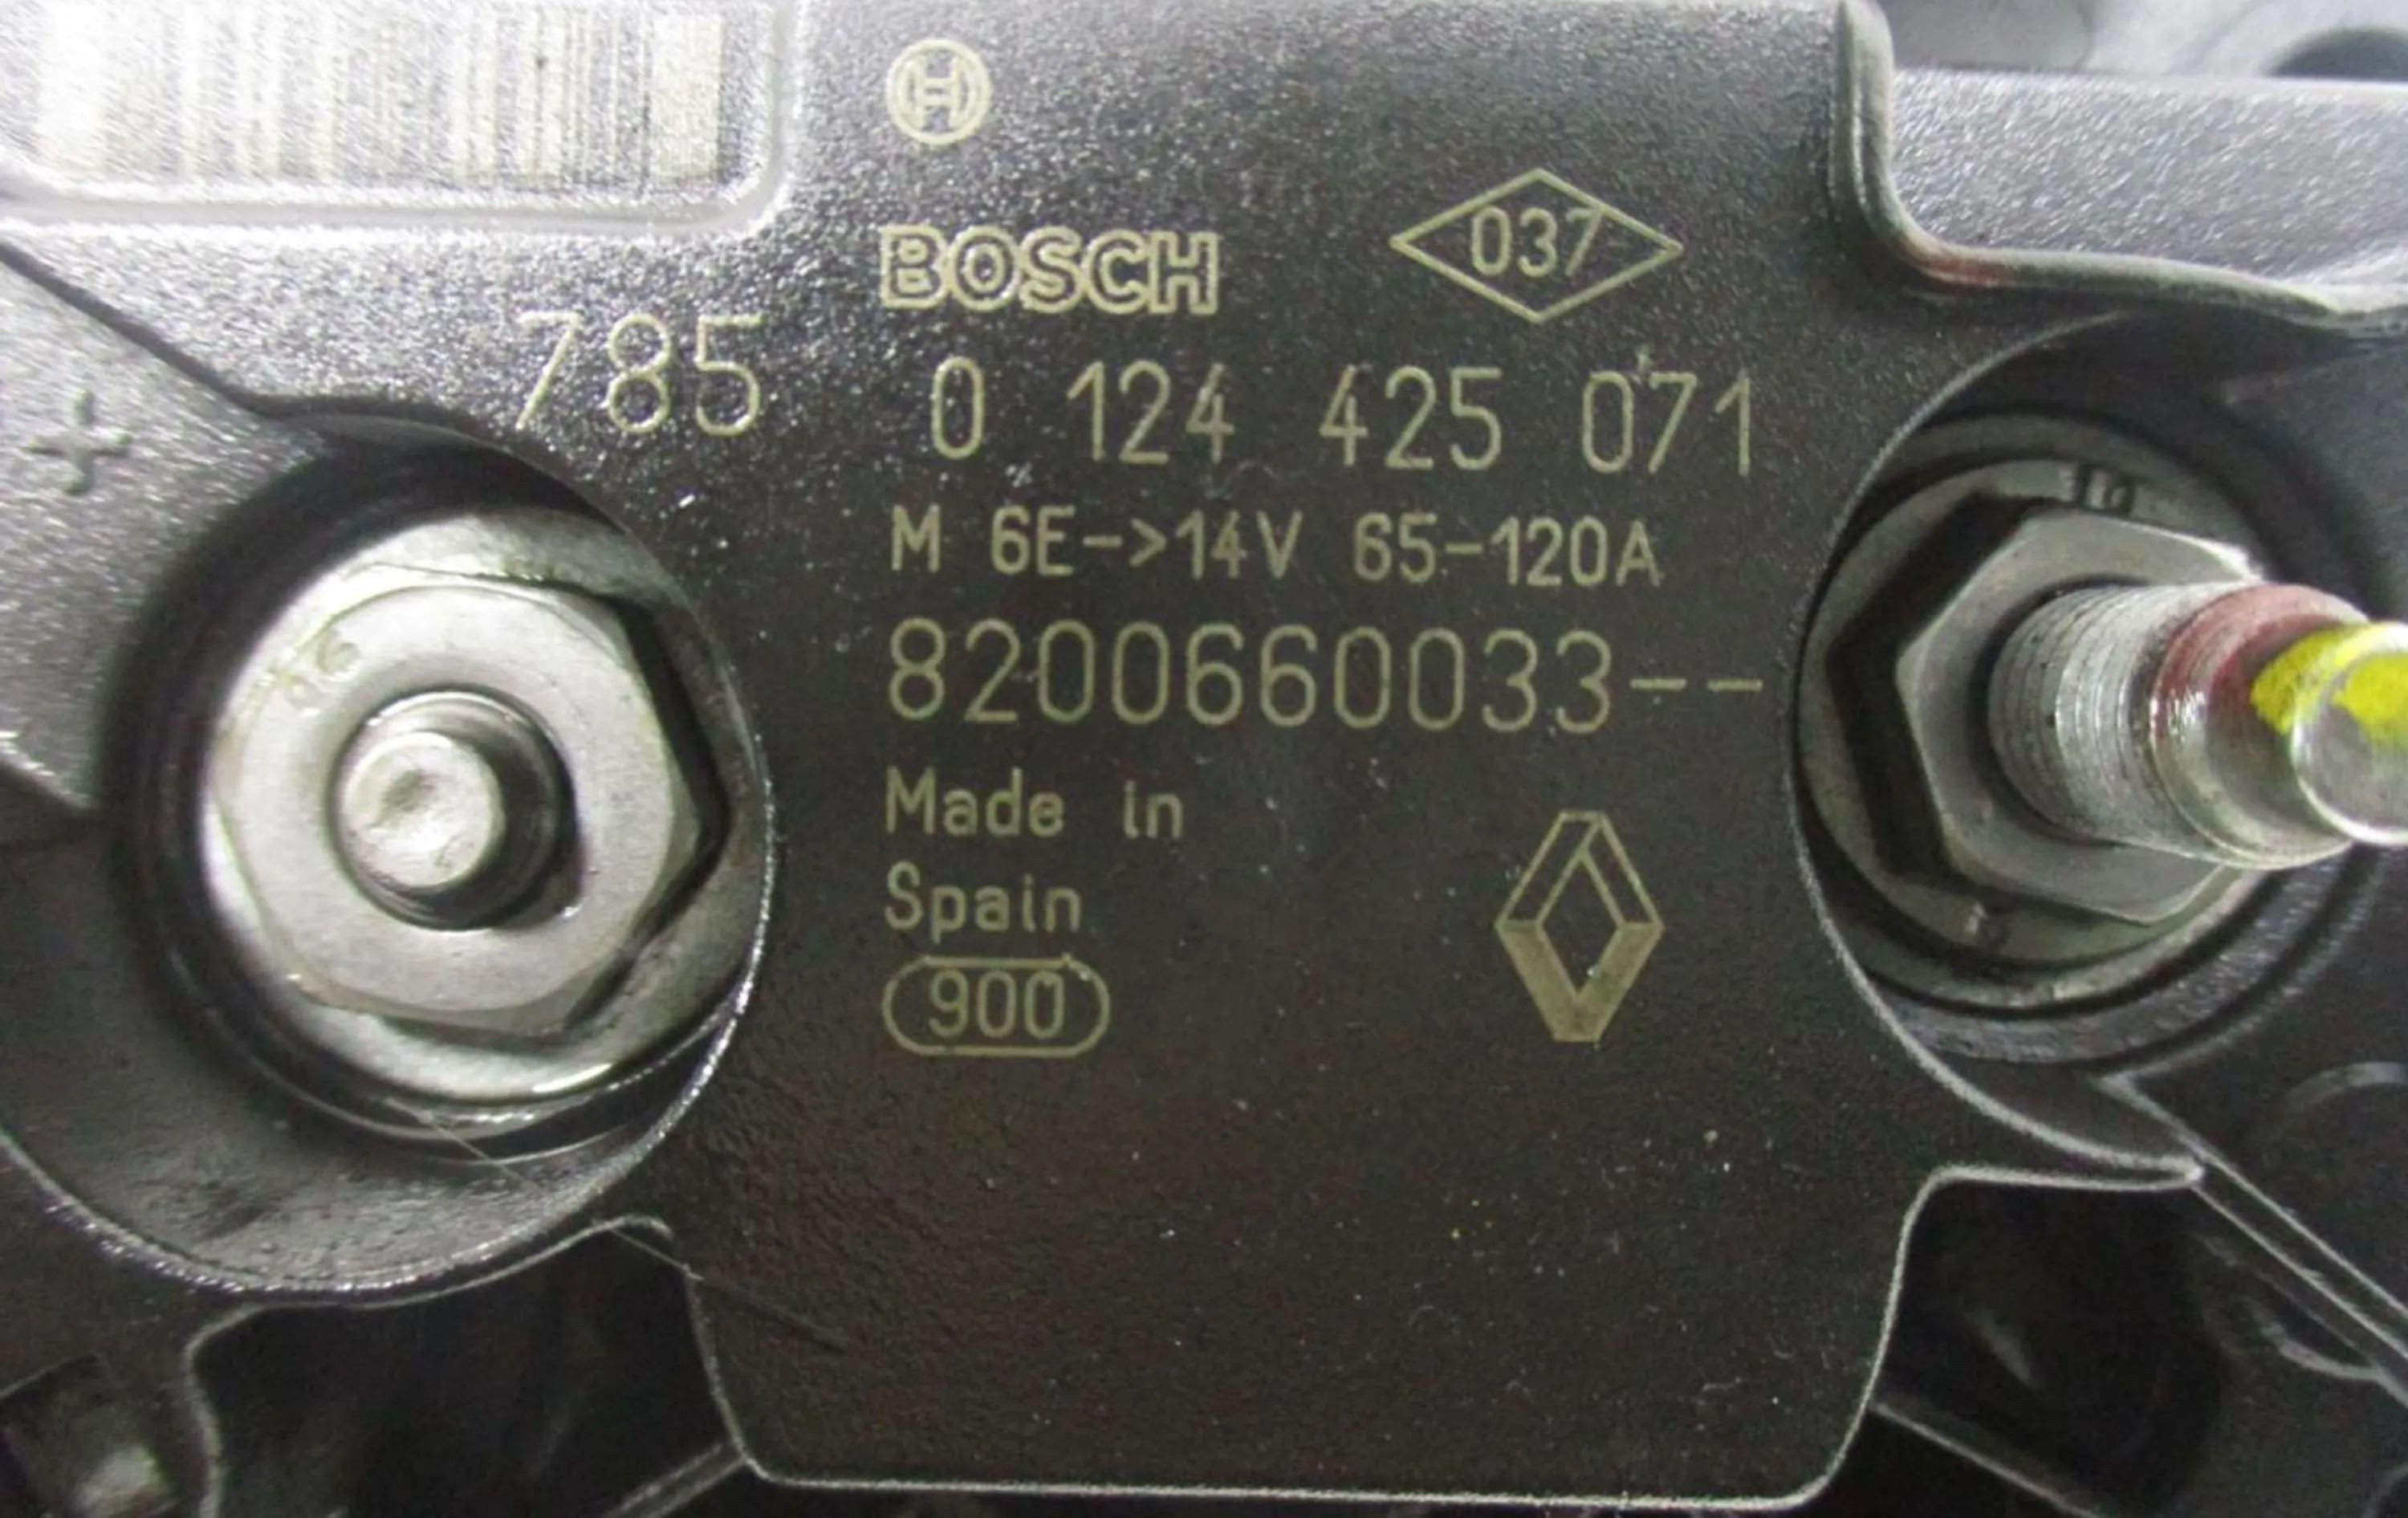 BOSCH
037
785
0 124 425 071
M 6E->14V 65-120A
8200660033--
Made in
Spain
900
+